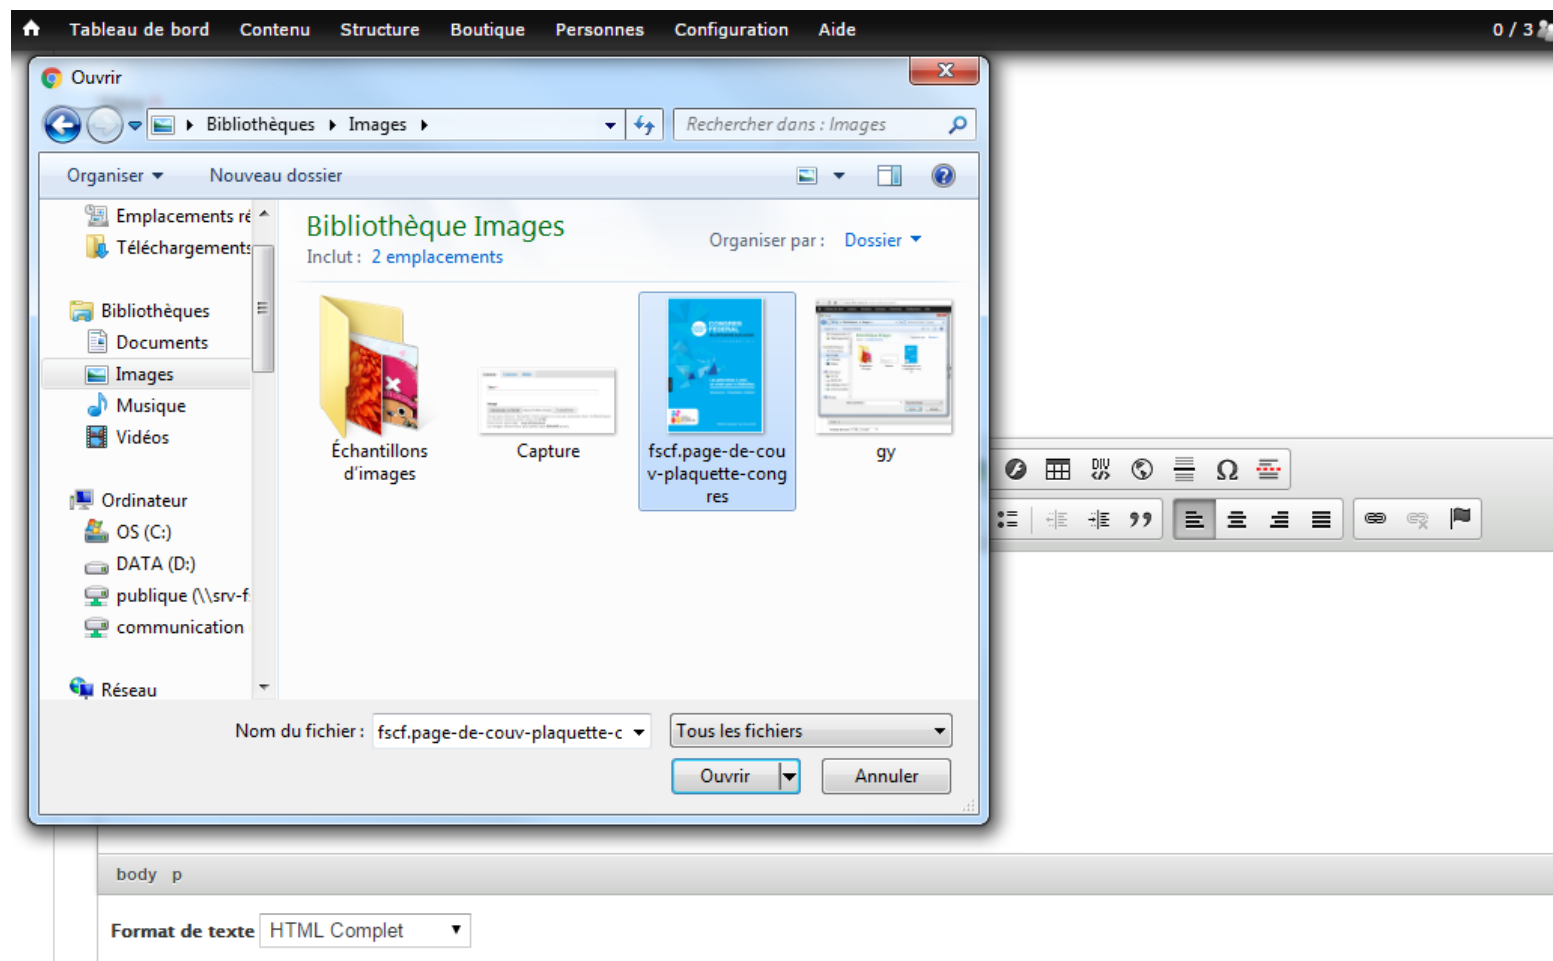 Tableau de bord Contenu Structure Boutique Personnes Configuration Aide 0 / 3
Ouvrir
Bibliothèques Images
Rechercher dans : Images
Organiser Nouveau dossier
Emplacements ré
Téléchargements
Bibliothèques
Documents
Images
Musique
Vidéos
Ordinateur
OS (C:)
DATA (D:)
publique (\\srv-f
communication
Réseau
Bibliothèque Images
Inclut : 2 emplacements
Organiser par : Dossier
Échantillons
d'images
Capture
CONGRES
FEDERAL
fscf.page-de-cou
v-plaquette-cong
res
gy
DIV
Ω
Nom du fichier : fscf.page-de-couv-plaquette-c
Tous les fichiers
Ouvrir Annuler
body p
Format de texte HTML Complet